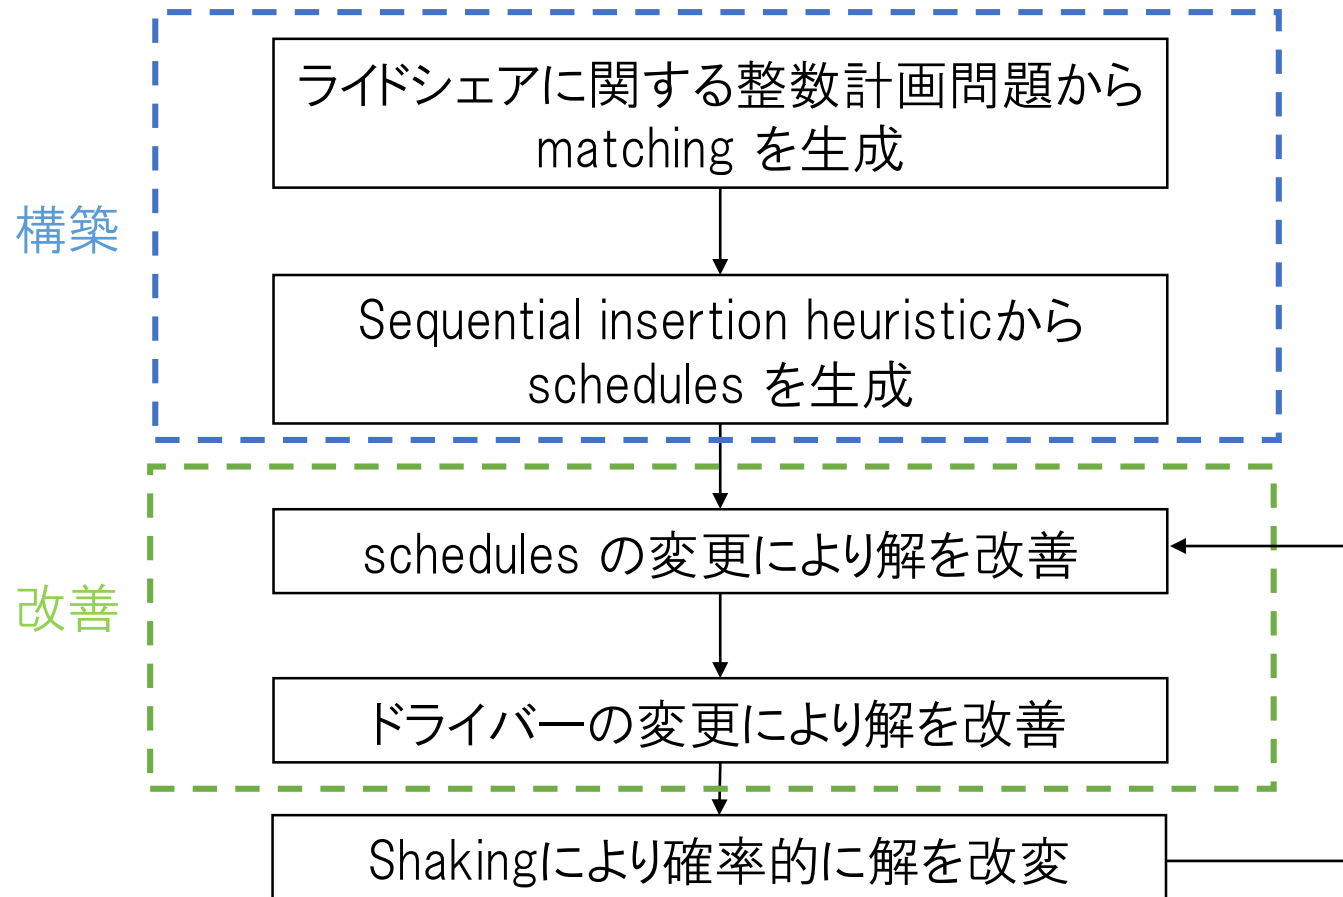 ライドシェアに関する整数計画問題から
matching を生成
構築
Sequential insertion heuristicから
schedules を生成
schedules の変更により解を改善
改善
ドライバーの変更により解を改善
Shakingにより確率的に解を改変